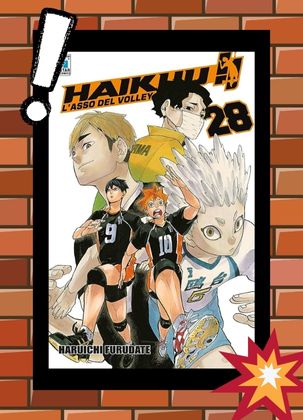 HAIKYU!!
L'ASSO DEL VOLLEY
28
9
10
HARUICHI FURUDATE